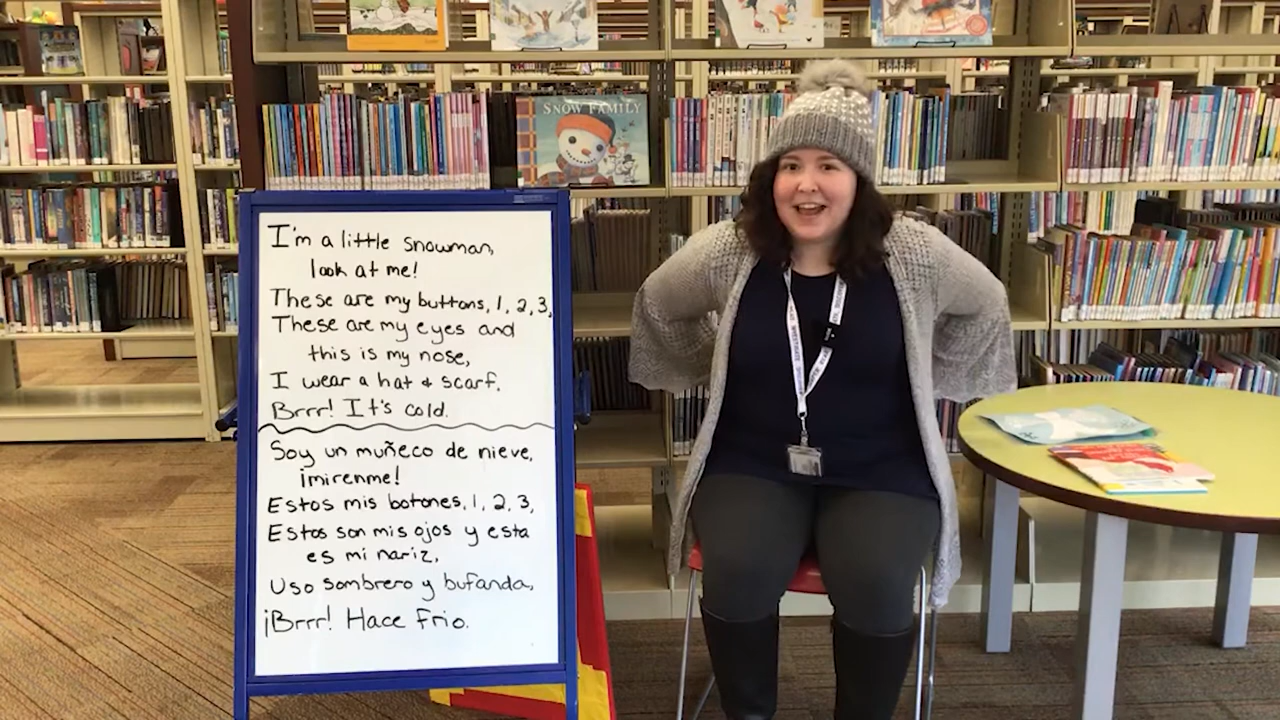 SNOW FAMILY
I'm a little snowman,
look at me!
These are my buttons, 1, 2, 3,
These are my eyes and
this is my nose,
I wear a hat & scarf.
Brrr! It's cold.
Soy un muñeco de nieve,
¡mirenme!
Estos mis botones, 1, 2, 3,
Estos son mis ojos y esta
es mi nariz,
Uso sombrero y bufanda,
¡Brrr! Hace frio.